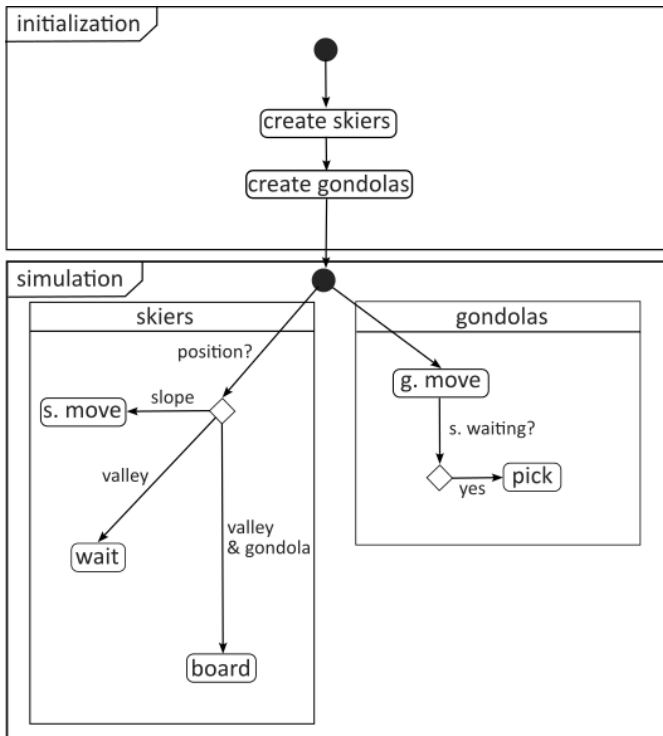 initialization
create skiers
create gondolas
simulation
skiers
gondolas
position?
g. move
slope
s. move
s. waiting?
valley
yes
pick
valley
& gondola
wait
board